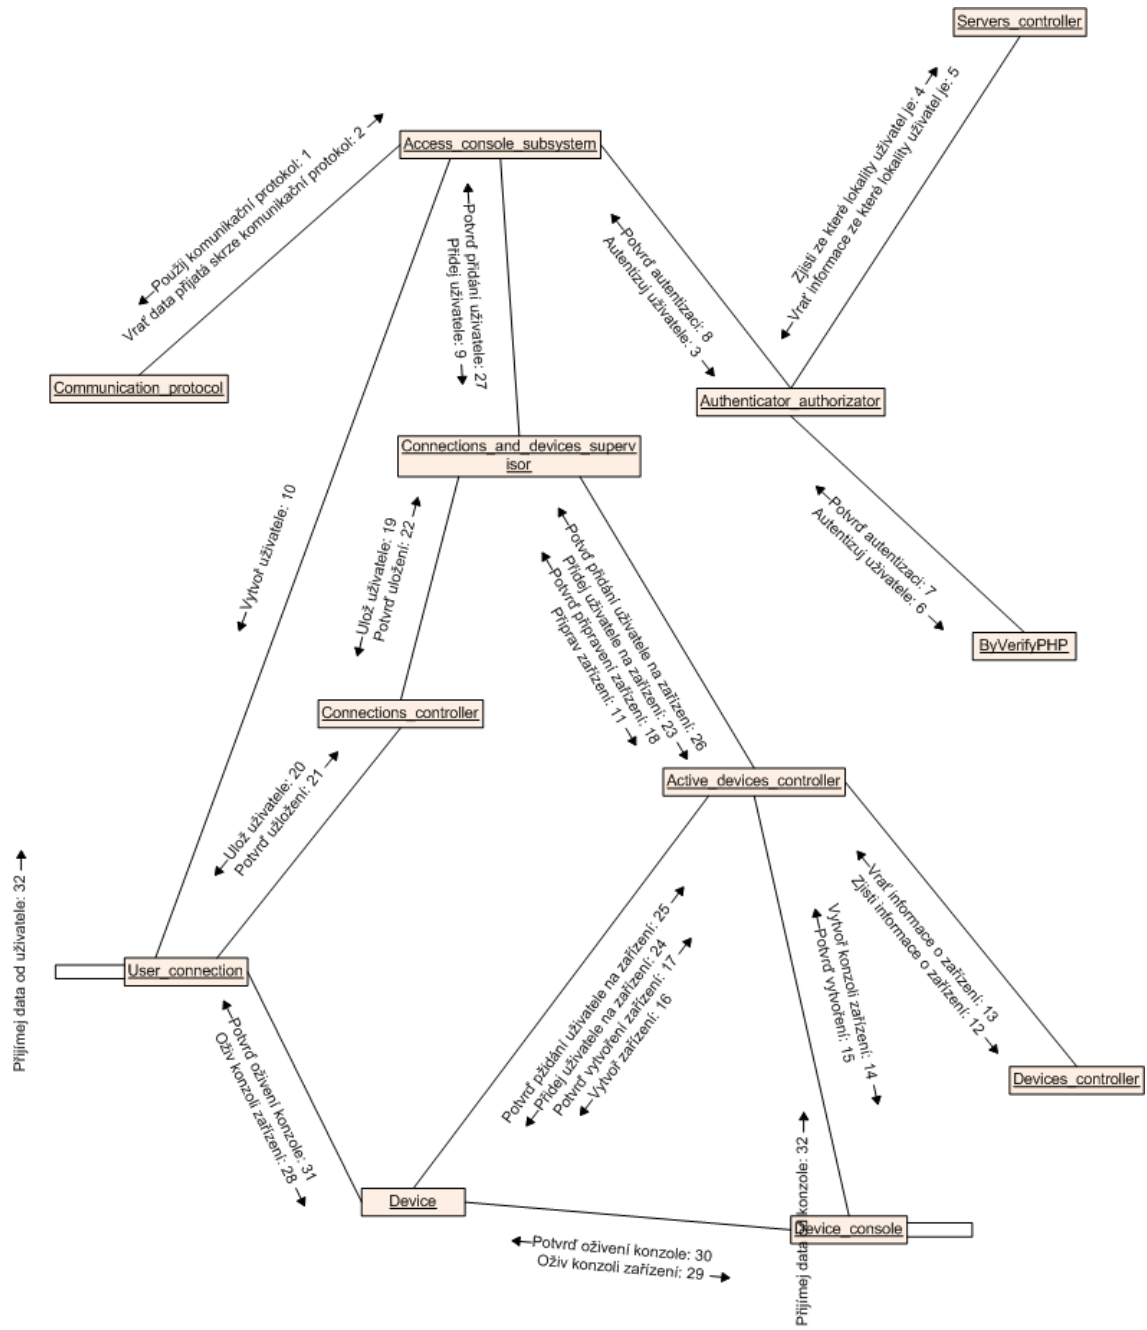 Servers_controller
Zjisti ze které lokality uživatel je: 4
Vrať informace ze které lokality uživatel je: 5
Access_console_subsystem
Použij komunikační protokol: 1
Vrať data přijatá skrze komunikační protokol: 2
Potvrď přidání uživatele: 27
Přidej uživatele: 9
Potvrď autentizaci: 8
Autentizuj uživatele: 3
Communication_protocol
Authenticator_authorizator
Connections_and_devices_superv
isor
Vytvoř uživatele: 10
Ulož uživatele: 19
Potvrď uložení: 22
Potvď přidání uživatele na zařízení: 26
Přidej uživatele na zařízení: 23
Potvrď připravení zařízení: 18
Připrav zařízení: 11
Potvrď autentizaci: 7
Autentizuj uživatele: 6
ByVerifyPHP
Connections_controller
Ulož uživatele: 20
Potvrď užložení: 21
Active_devices_controller
Přijímej data od uživatele: 32
User_connection
Potvrď pžidání uživatele na zařízení: 25
Přidej uživatele na zařízení: 24
Potvrď vytvoření zařízení: 17
Vytvoř zařízení: 16
Vytvoř konzoli zařízení: 14
Potvrď vytvoření: 15
Vrať informace o zařízení: 13
Zjisti informace o zařízení: 12
Devices_controller
Potvrď oživení konzole: 31
Oživ konzoli zařízení: 28
Device
Device_console
Přijímej data konzole: 32
Potvrď oživení konzole: 30
Oživ konzoli zařízení: 29